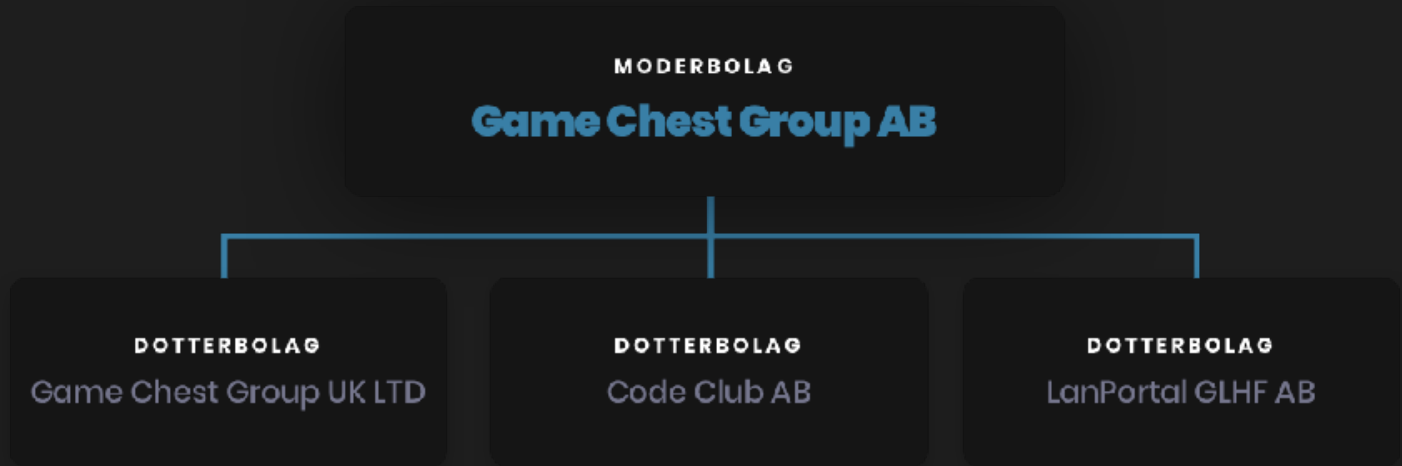 MODERBOLAG
Game Chest Group AB
DOTTERBOLAG
Game Chest Group UK LTD
DOTTERBOLAG
Code Club AB
DOTTERBOLAG
LanPortal GLHF AB